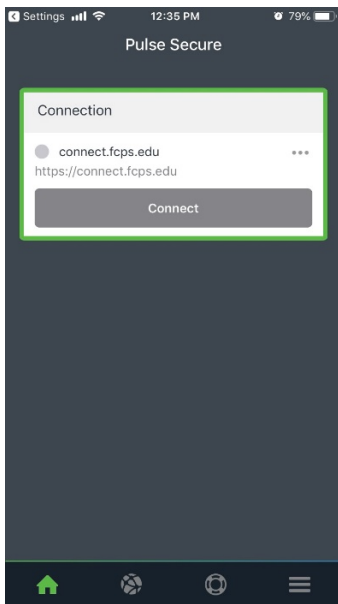 Settings 12:35 PM 79%
Pulse Secure
Connection
connect.fcps.edu
https://connect.fcps.edu
Connect